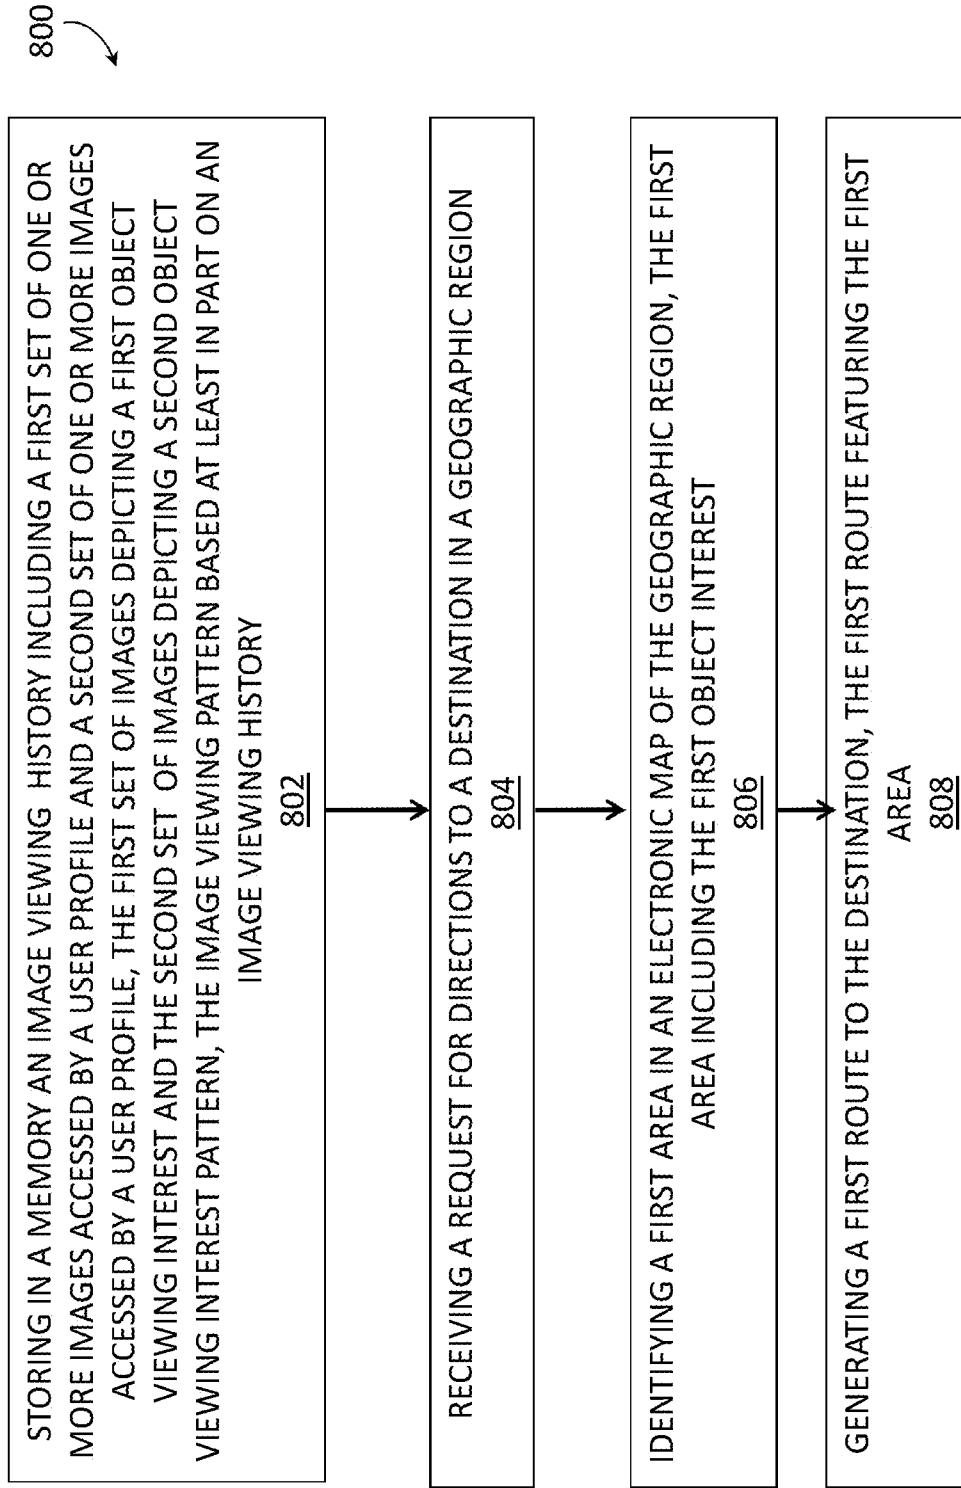 800
STORING IN A MEMORY AN IMAGE VIEWING HISTORY INCLUDING A FIRST SET OF ONE OR
MORE IMAGES ACCESSED BY A USER PROFILE AND A SECOND SET OF ONE OR MORE IMAGES
ACCESSED BY A USER PROFILE, THE FIRST SET OF IMAGES DEPICTING A FIRST OBJECT
VIEWING INTEREST AND THE SECOND SET OF IMAGES DEPICTING A SECOND OBJECT
VIEWING INTEREST PATTERN, THE IMAGE VIEWING PATTERN BASED AT LEAST IN PART ON AN
IMAGE VIEWING HISTORY
802
RECEIVING A REQUEST FOR DIRECTIONS TO A DESTINATION IN A GEOGRAPHIC REGION
804
IDENTIFYING A FIRST AREA IN AN ELECTRONIC MAP OF THE GEOGRAPHIC REGION, THE FIRST
AREA INCLUDING THE FIRST OBJECT INTEREST
806
GENERATING A FIRST ROUTE TO THE DESTINATION, THE FIRST ROUTE FEATURING THE FIRST
AREA
808